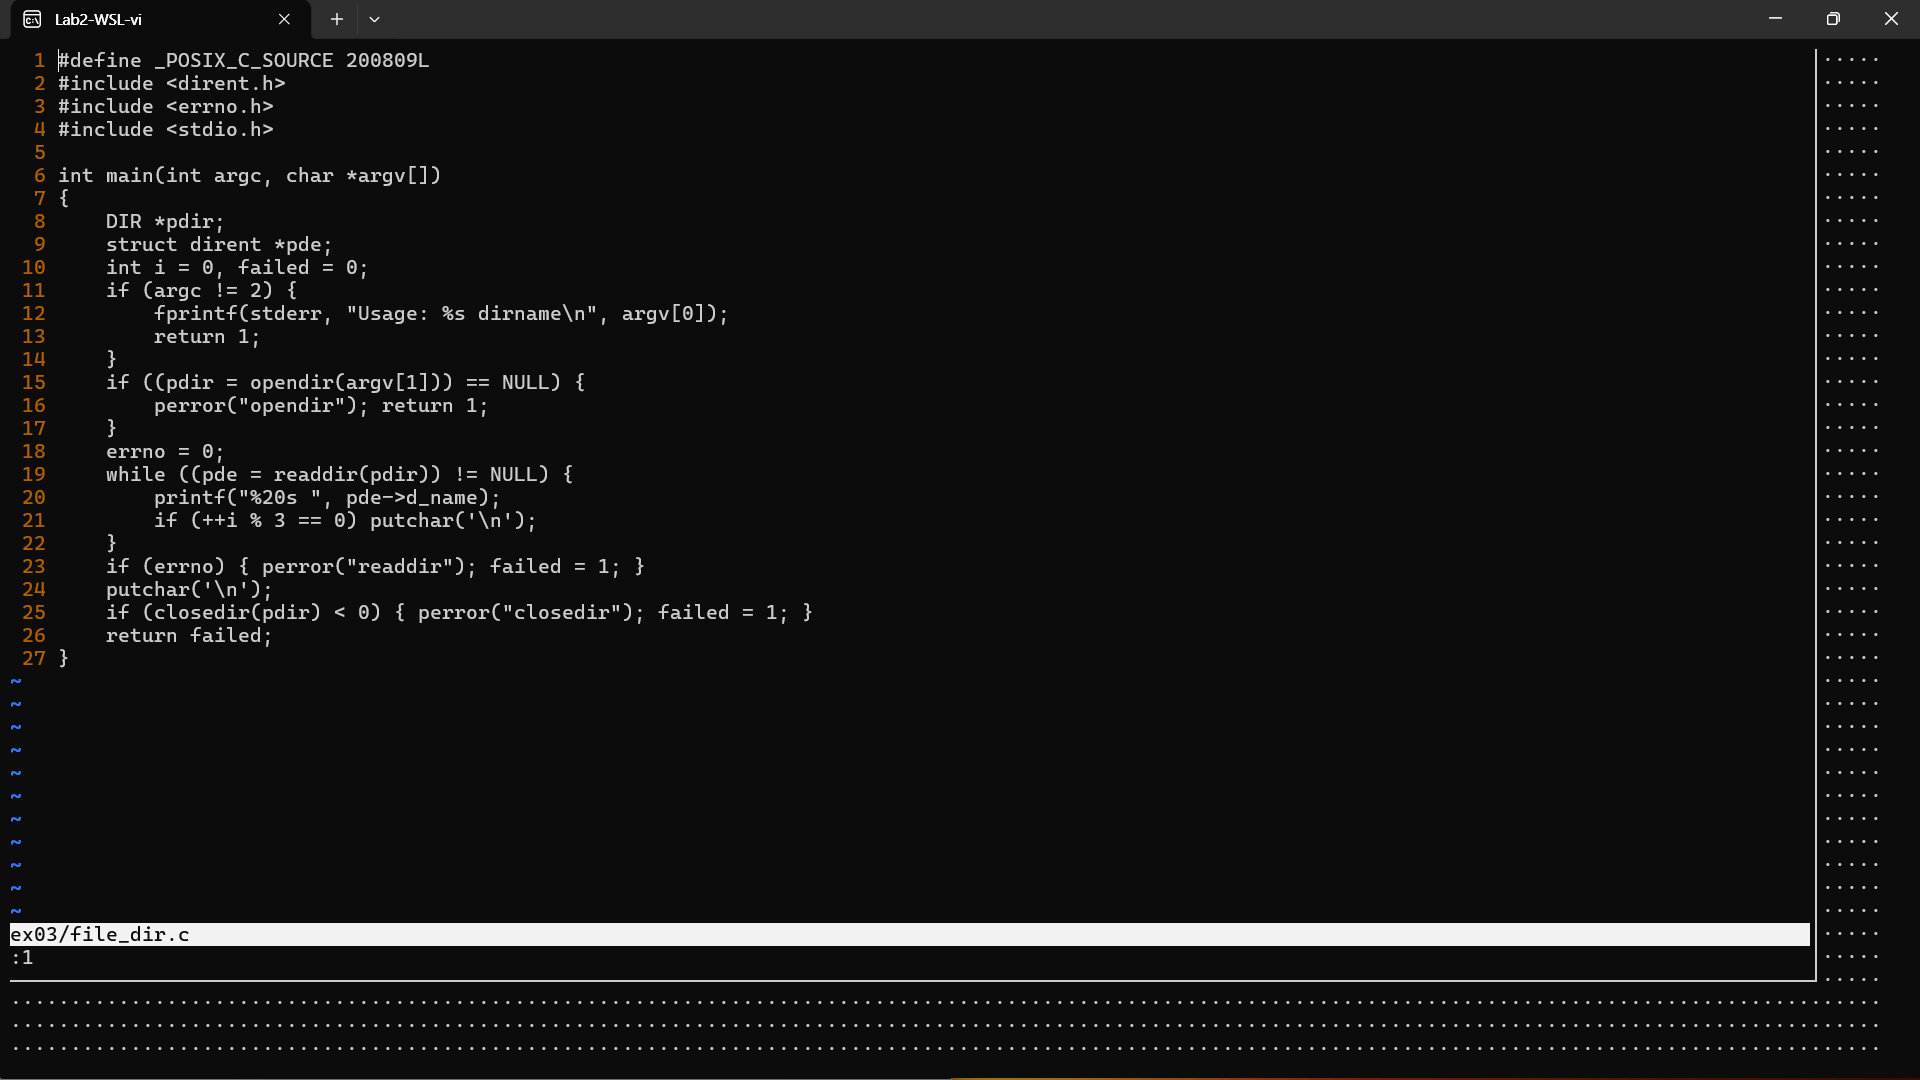 Lab2-WSL-vi
1 #define _POSIX_C_SOURCE 200809L
2 #include <dirent.h>
3 #include <errno.h>
4 #include <stdio.h>
5
6 int main(int argc, char *argv[])
7 {
8     DIR *pdir;
9     struct dirent *pde;
10     int i = 0, failed = 0;
11     if (argc != 2) {
12         fprintf(stderr, "Usage: %s dirname\n", argv[0]);
13         return 1;
14     }
15     if ((pdir = opendir(argv[1])) == NULL) {
16         perror("opendir"); return 1;
17     }
18     errno = 0;
19     while ((pde = readdir(pdir)) != NULL) {
20         printf("%20s ", pde->d_name);
21         if (++i % 3 == 0) putchar('\n');
22     }
23     if (errno) { perror("readdir"); failed = 1; }
24     putchar('\n');
25     if (closedir(pdir) < 0) { perror("closedir"); failed = 1; }
26     return failed;
27 }
~
~
~
~
~
~
~
~
~
~
~
ex03/file_dir.c
:1